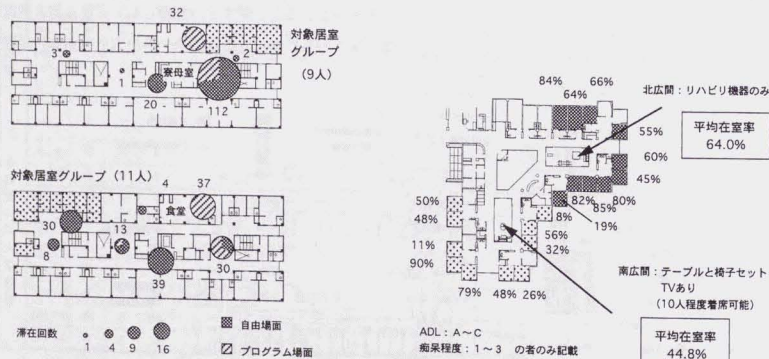 32
対象居室
グループ
(9人)
3
2
寮母室
1
20
112
対象居室グループ(11人)
4
37
食堂
30
13
8
39
30
滞在回数
1 4 9 16
自由場面
プログラム場面
84%
66%
64%
北広間:リハビリ機器のみ
平均在室率
64.0%
55%
60%
45%
82%
85%
80%
8%
19%
50%
48%
56%
32%
11%
90%
79%
48%
26%
南広間:テーブルと椅子セット
TVあり
(10人程度着席可能)
平均在室率
44.8%
ADL:A~C
痴呆程度:1~3 の者のみ記載